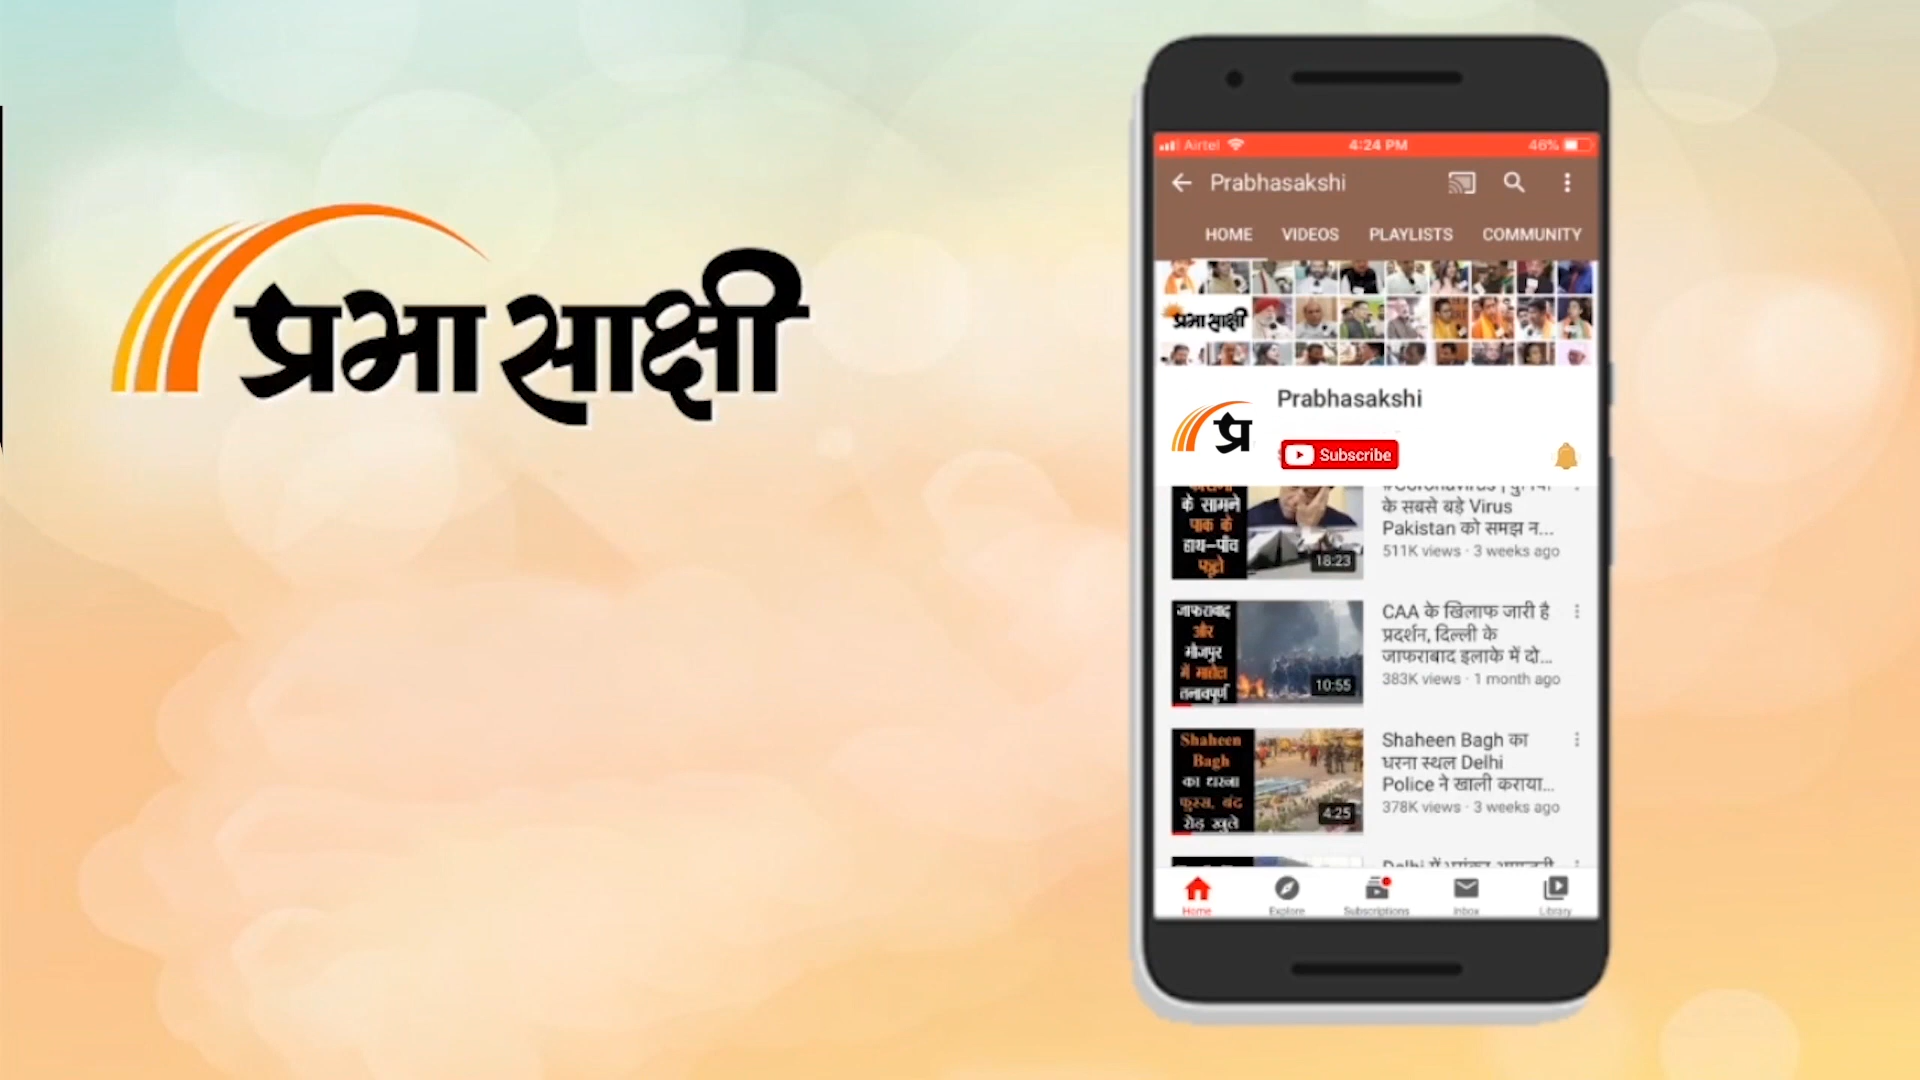 प्रभासाक्षी
Airtel 4:24 PM 46%
Prabhasakshi
HOME VIDEOS PLAYLISTS COMMUNITY
प्रभासाक्षी
Prabhasakshi
प्र
Subscribe
के सामने
पाक के
हाथ-पाँव
फूले
18:23
के सबसे बड़े Virus
Pakistan को समझ न...
511K views · 3 weeks ago
जाफराबाद
और
मौजपुर
में माहौल
तनावपूर्ण
10:55
CAA के खिलाफ जारी है
प्रदर्शन, दिल्ली के
जाफराबाद इलाके में दो...
383K views · 1 month ago
Shaheen
Bagh
का धरना
फुस्स, बंद
रोड खुले
4:25
Shaheen Bagh का
धरना स्थल Delhi
Police ने खाली कराया...
378K views · 3 weeks ago
Home Explore Subscriptions Inbox Library